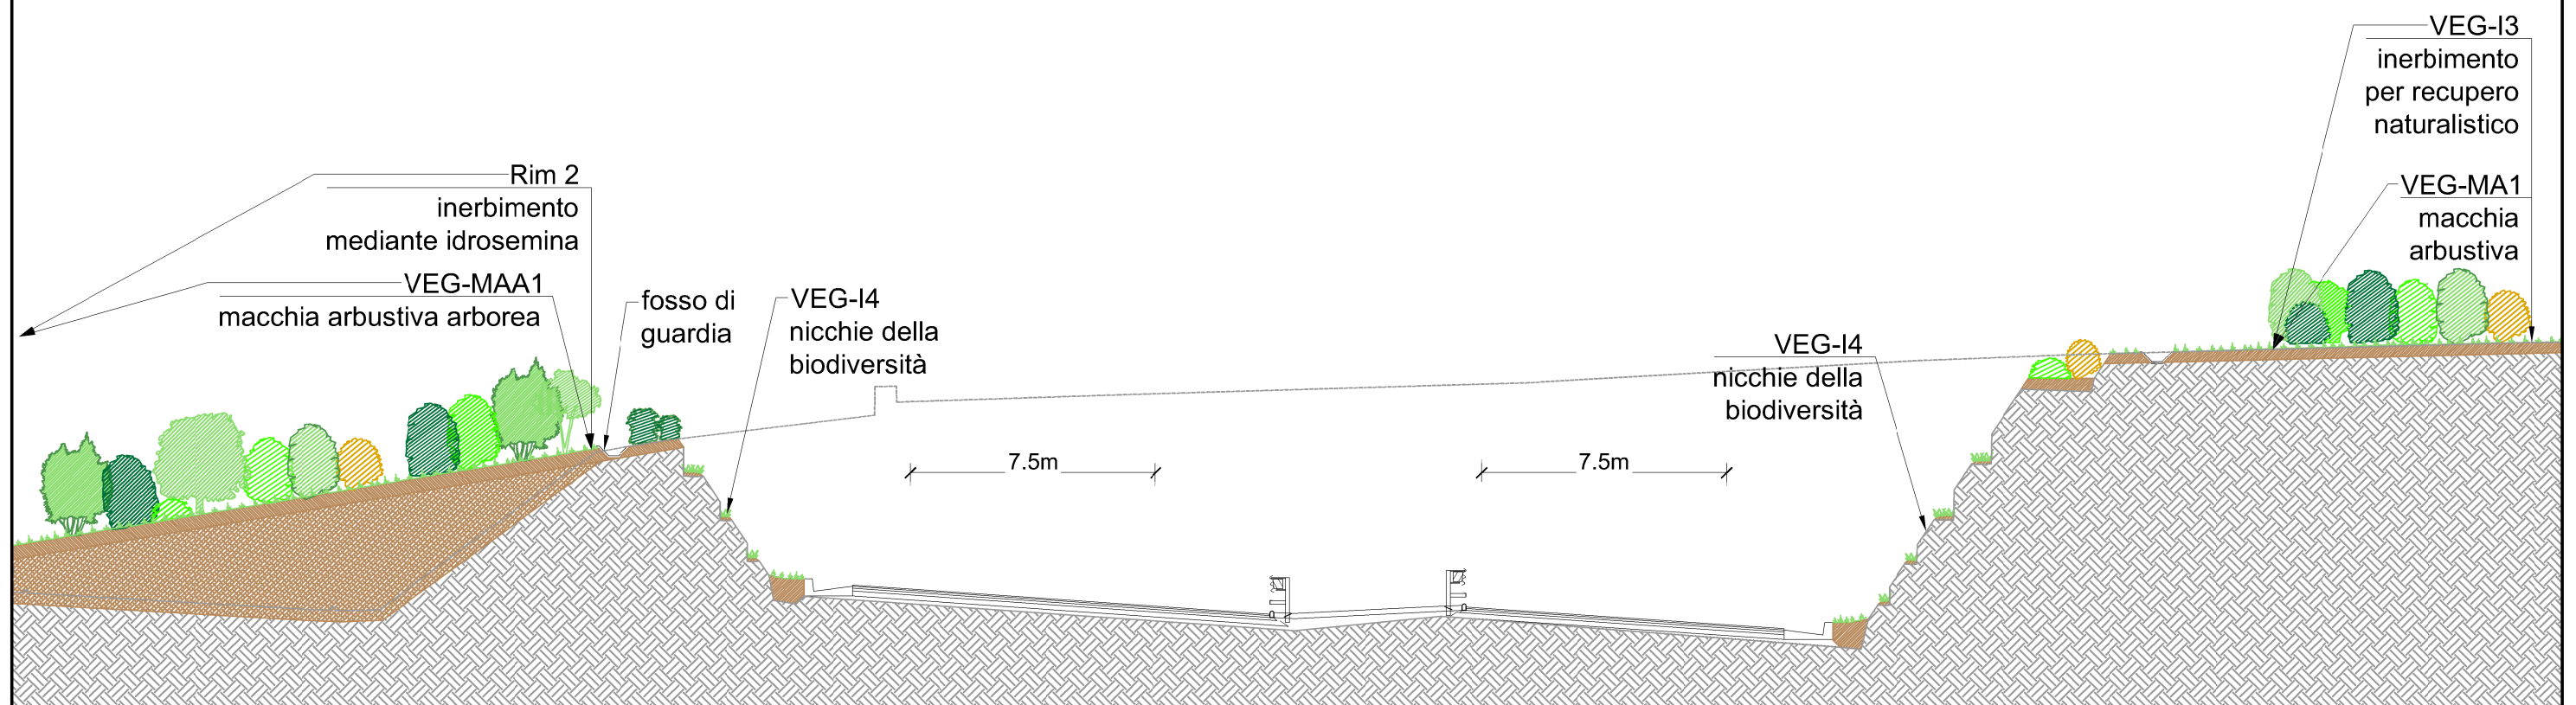 VEG-I3
inerbimento
per recupero
naturalistico
Rim 2
inerbimento
mediante idrosemina
VEG-MA1
macchia
arbustiva
VEG-MAA1
macchia arbustiva arborea
fosso di
guardia
VEG-I4
nicchie della
biodiversità
VEG-I4
nicchie della
biodiversità
7.5m
7.5m